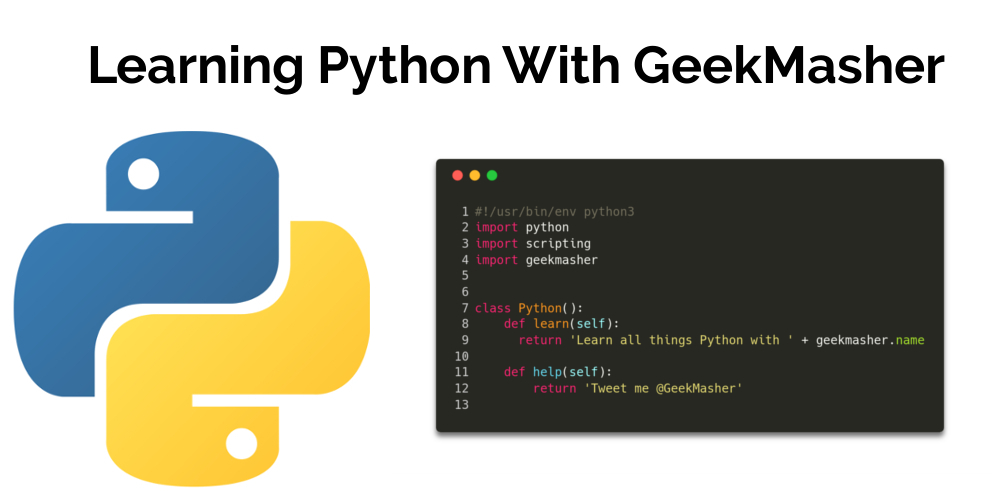 Learning Python With GeekMasher
1 #!/usr/bin/env python3
2 import python
3 import scripting
4 import geekmasher
5
6
7 class Python():
8     def learn(self):
9       return 'Learn all things Python with ' + geekmasher.name
10
11     def help(self):
12         return 'Tweet me @GeekMasher'
13